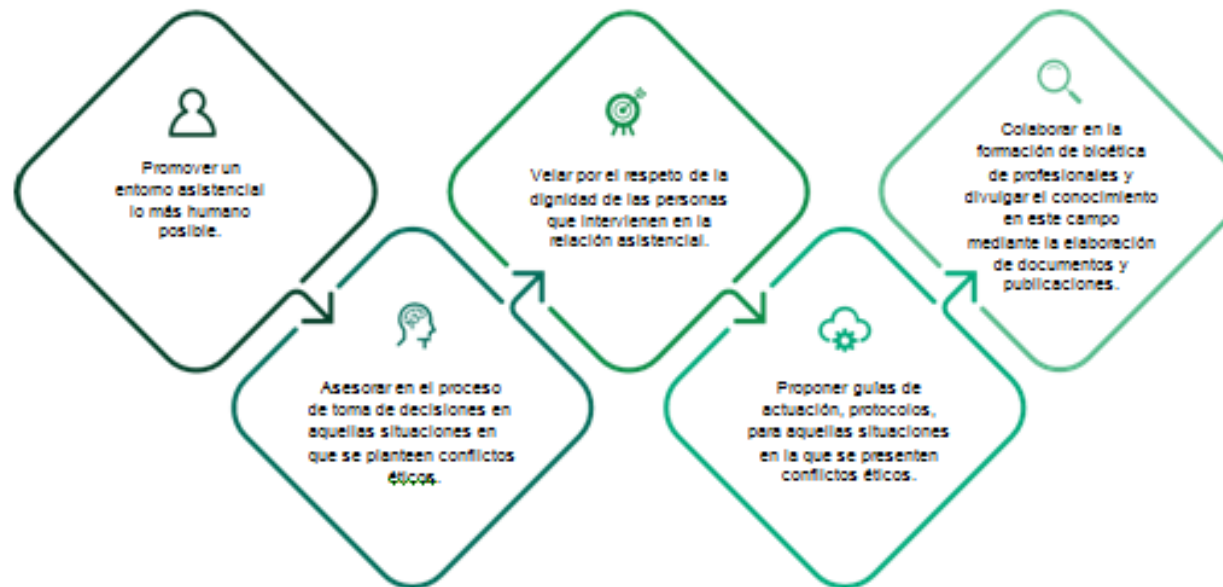 Promover un
entorno asistencial
lo más humano
posible.
Asesorar en el proceso
de toma de decisiones en
aquellas situaciones en
que se planteen conflictos
éticos.
Velar por el respeto de la
dignidad de las personas
que intervienen en la
relación asistencial.
Proponer guías de
actuación, protocolos,
para aquellas situaciones
en la que se presenten
conflictos éticos.
Colaborar en la
formación de bioética
de profesionales y
divulgar el conocimiento
en este campo
mediante la elaboración
de documentos y
publicaciones.